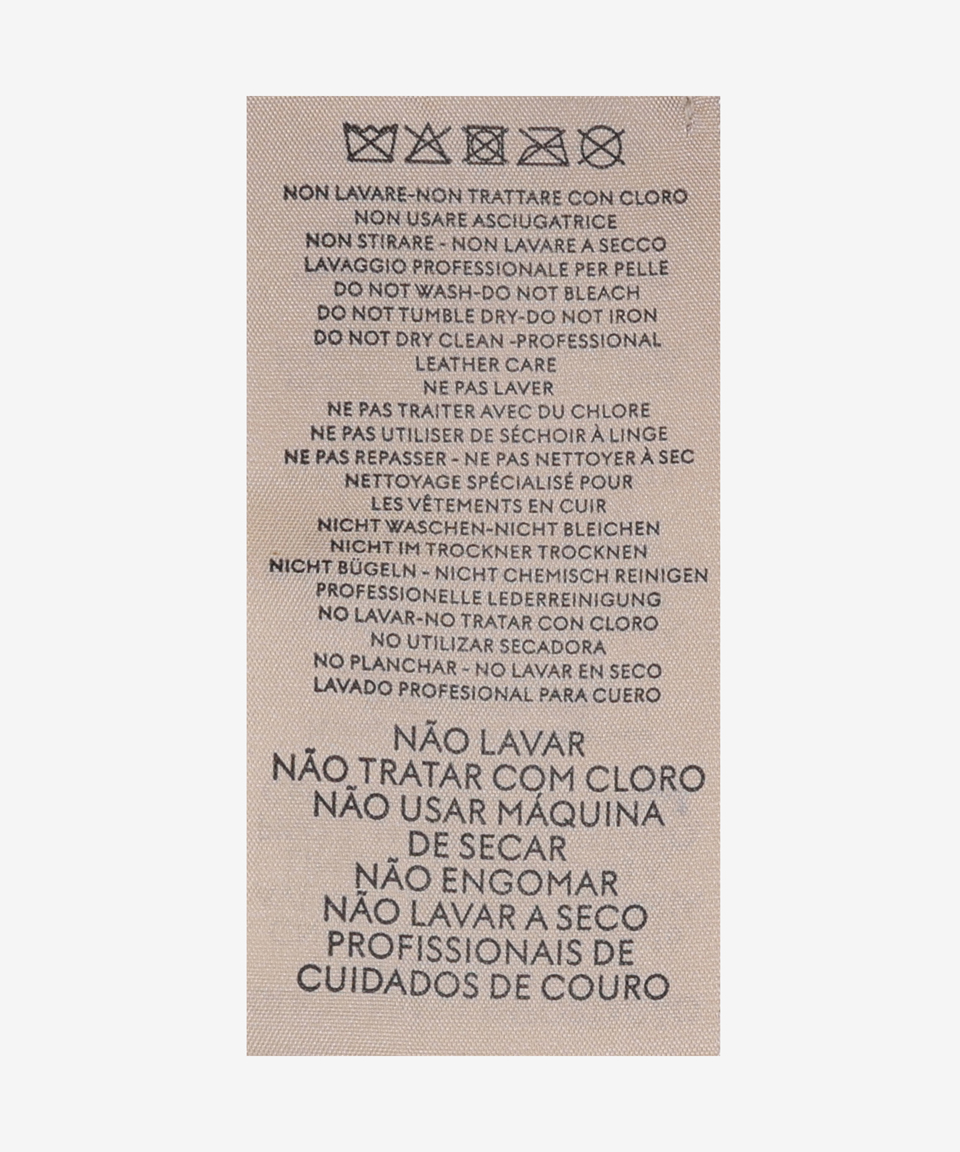 NON LAVARE-NON TRATTARE CON CLORO
NON USARE ASCIUGATRICE
NON STIRARE - NON LAVARE A SECCO
LAVAGGIO PROFESSIONALE PER PELLE
DO NOT WASH-DO NOT BLEACH
DO NOT TUMBLE DRY-DO NOT IRON
DO NOT DRY CLEAN -PROFESSIONAL
LEATHER CARE
NE PAS LAVER
NE PAS TRAITER AVEC DU CHLORE
NE PAS UTILISER DE SÉCHOIR À LINGE
NE PAS REPASSER - NE PAS NETTOYER À SEC
NETTOYAGE SPÉCIALISÉ POUR
LES VÊTEMENTS EN CUIR
NICHT WASCHEN-NICHT BLEICHEN
NICHT IM TROCKNER TROCKNEN
NICHT BÜGELN - NICHT CHEMISCH REINIGEN
PROFESSIONELLE LEDERREINIGUNG
NO LAVAR-NO TRATAR CON CLORO
NO UTILIZAR SECADORA
NO PLANCHAR - NO LAVAR EN SECO
LAVADO PROFESIONAL PARA CUERO
NÃO LAVAR
NÃO TRATAR COM CLORO
NÃO USAR MÁQUINA
DE SECAR
NÃO ENGOMAR
NÃO LAVAR A SECO
PROFISSIONAIS DE
CUIDADOS DE COURO